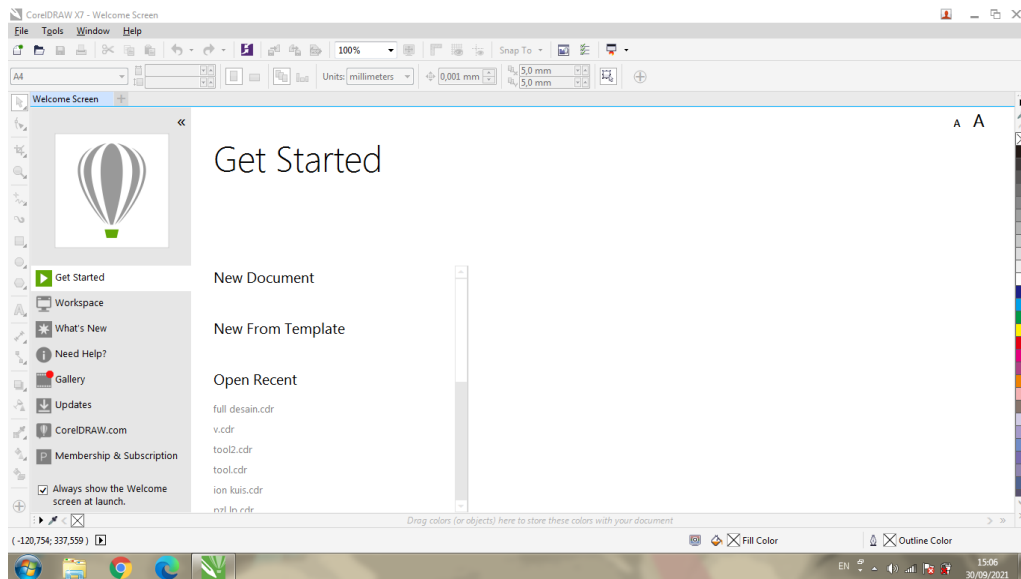 CorelDRAW X7 - Welcome Screen
File Tools Window Help
100% Snap To
A4 Units: millimeters 0,001 mm 5,0 mm
5,0 mm
Welcome Screen
A A
Get Started
Get Started
Workspace
What's New
Need Help?
Gallery
Updates
CorelDRAW.com
P Membership & Subscription
Always show the Welcome
screen at launch.
New Document
New From Template
Open Recent
full desain.cdr
v.cdr
tool2.cdr
tool.cdr
ion kuis.cdr
Drag colors (or objects) here to store these colors with your document
( -120,754; 337,559 ) Fill Color Outline Color
EN 15:06
30/09/2021